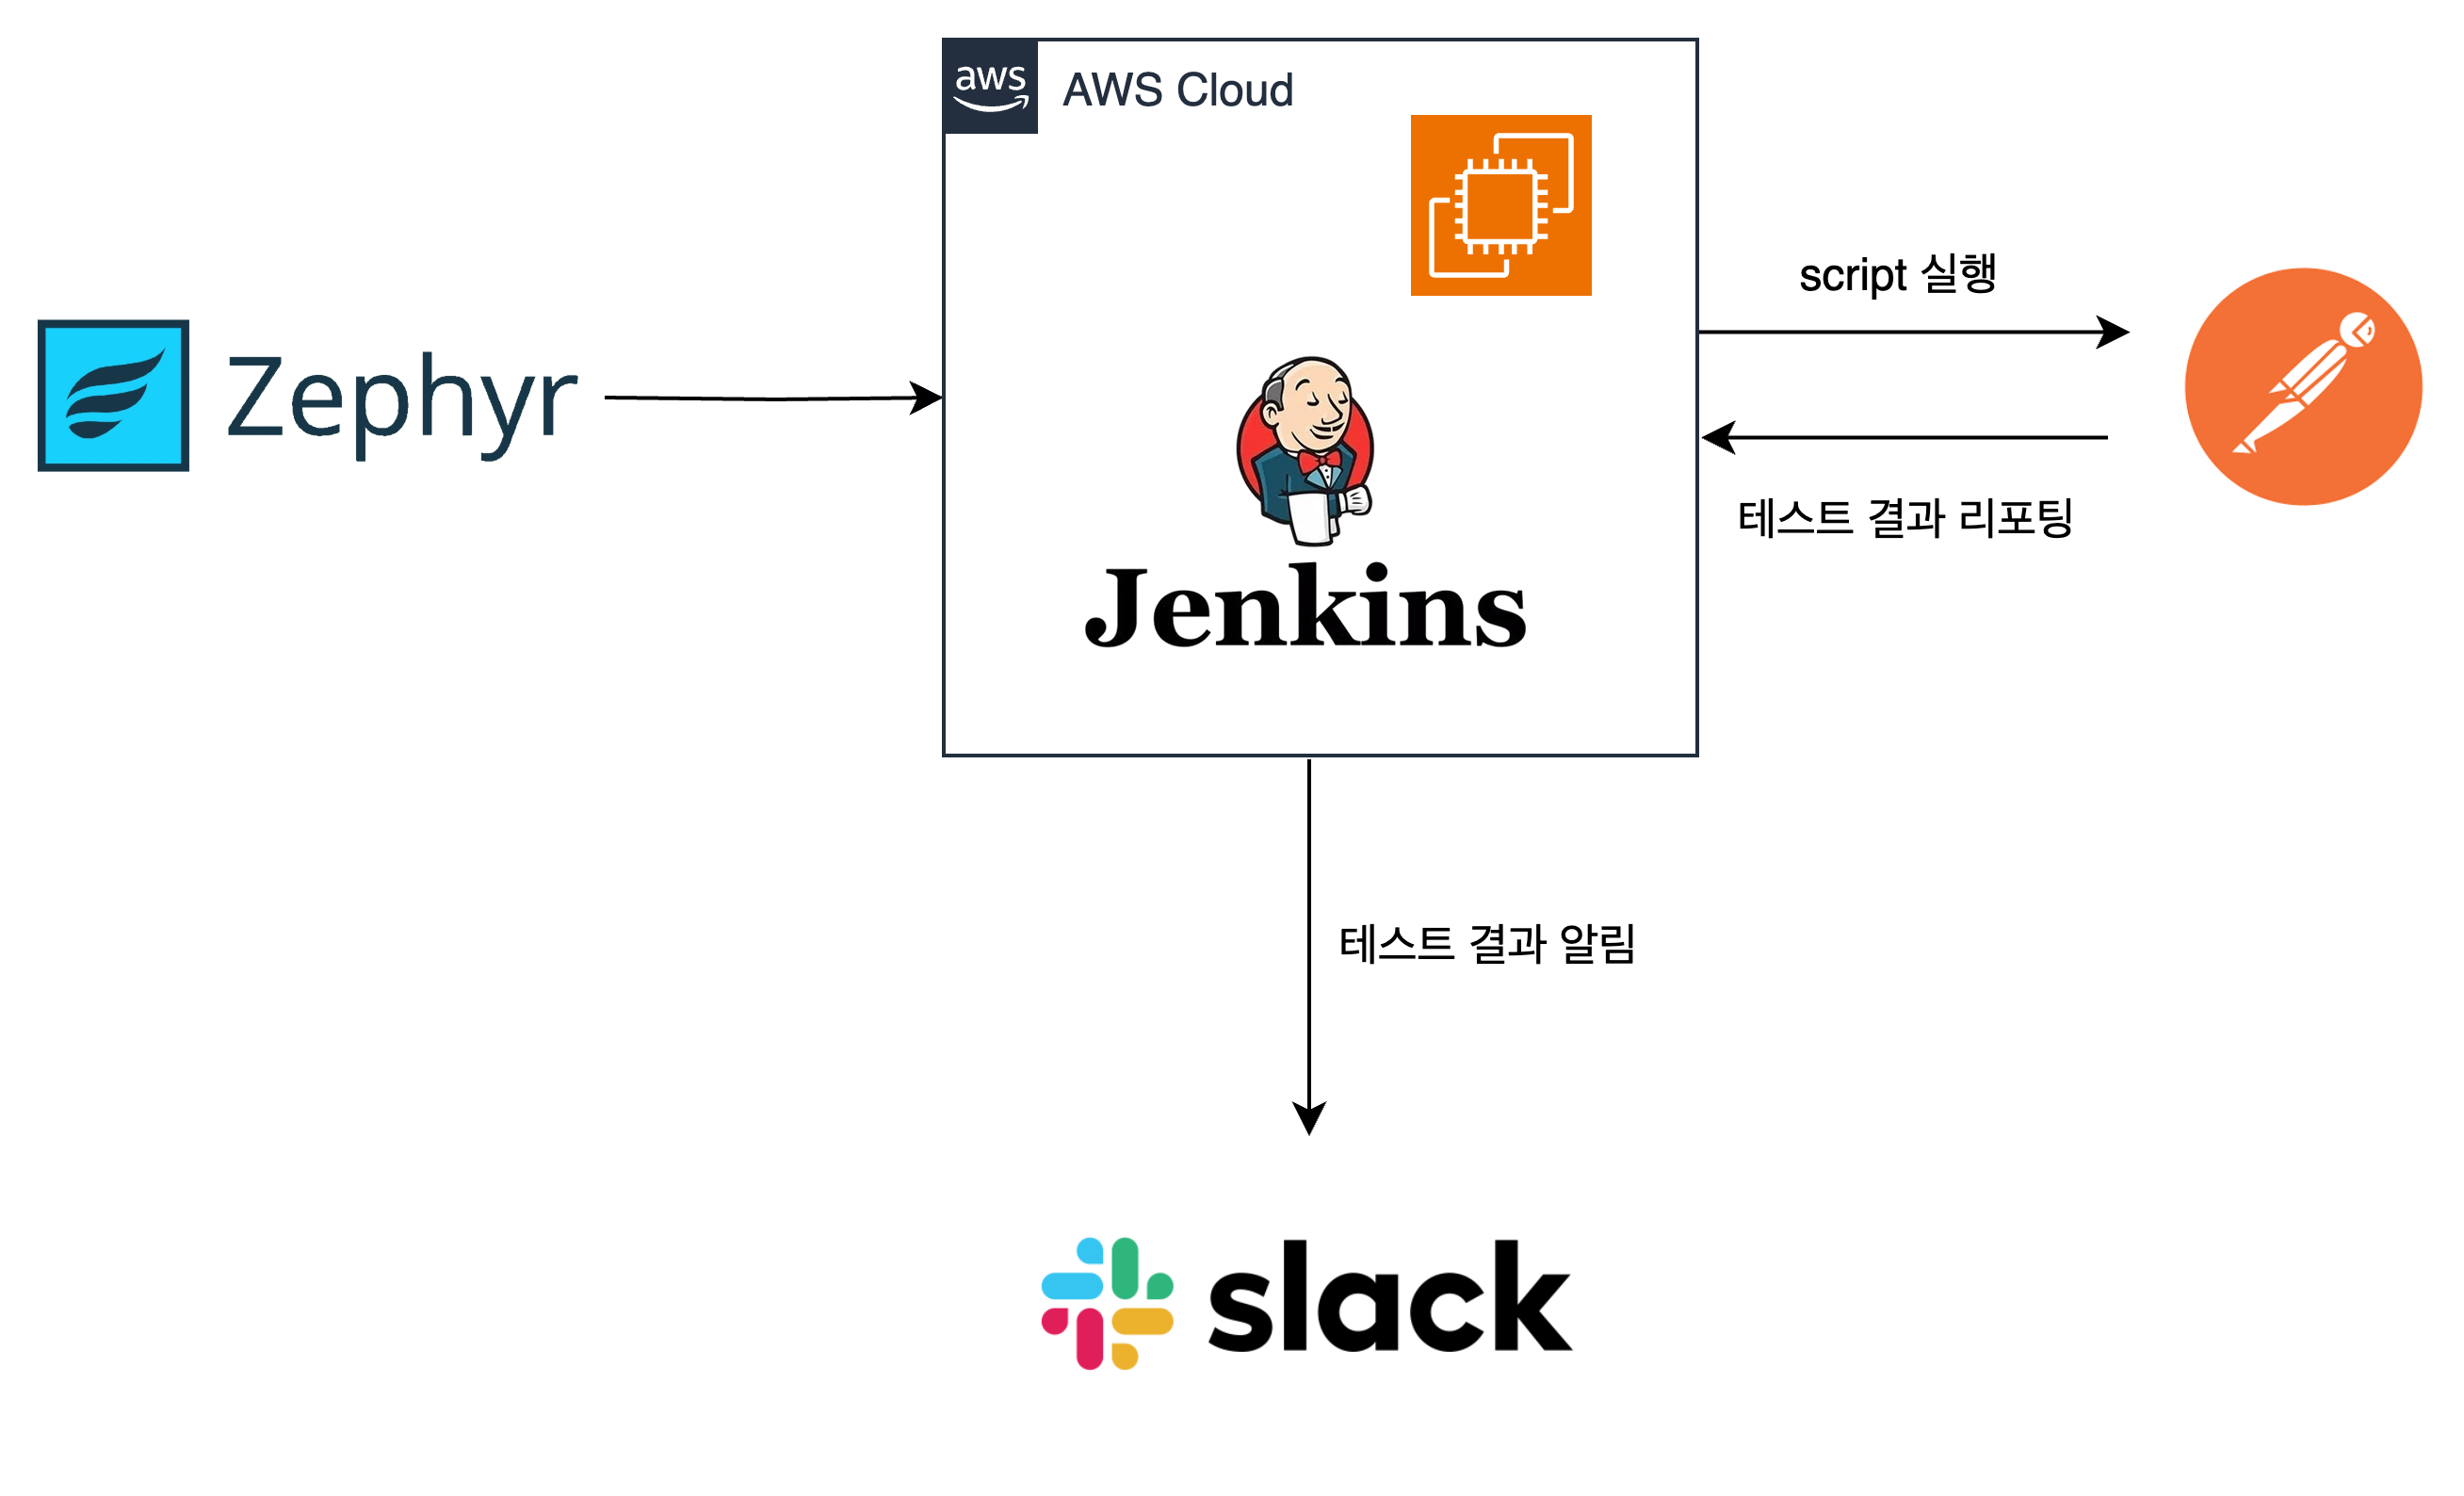 aws
AWS Cloud
script 실행
Zephyr
테스트 결과 리포팅
Jenkins
테스트 결과 알림
slack